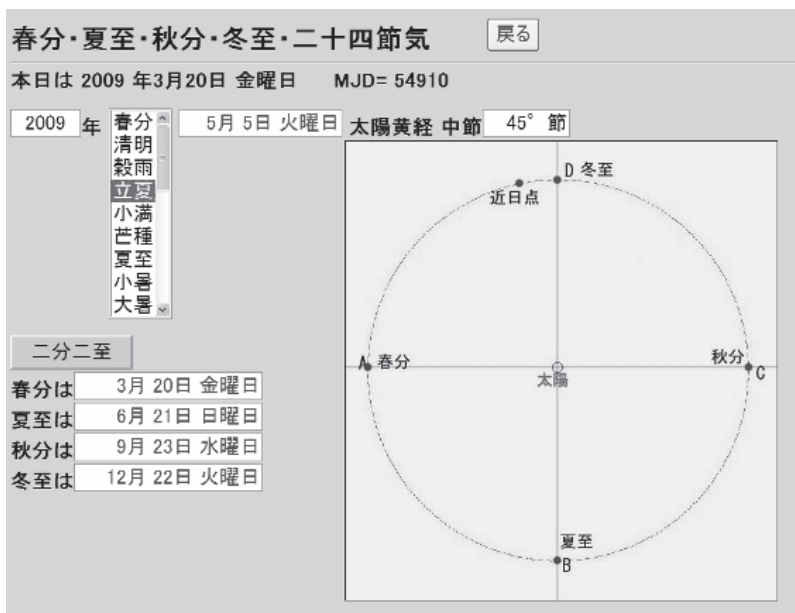 春分・夏至・秋分・冬至・二十四節気 戻る
本日は 2009 年3月20日 金曜日 MJD= 54910
2009 年 春分 5月 5日 火曜日 太陽黄経 中節 45° 節
清明
穀雨
立夏
小満
芒種
夏至
小暑
大暑
二分二至
春分は 3月 20日 金曜日
夏至は 6月 21日 日曜日
秋分は 9月 23日 水曜日
冬至は 12月 22日 火曜日
D 冬至
近日点
A 春分
太陽
秋分 C
夏至
B